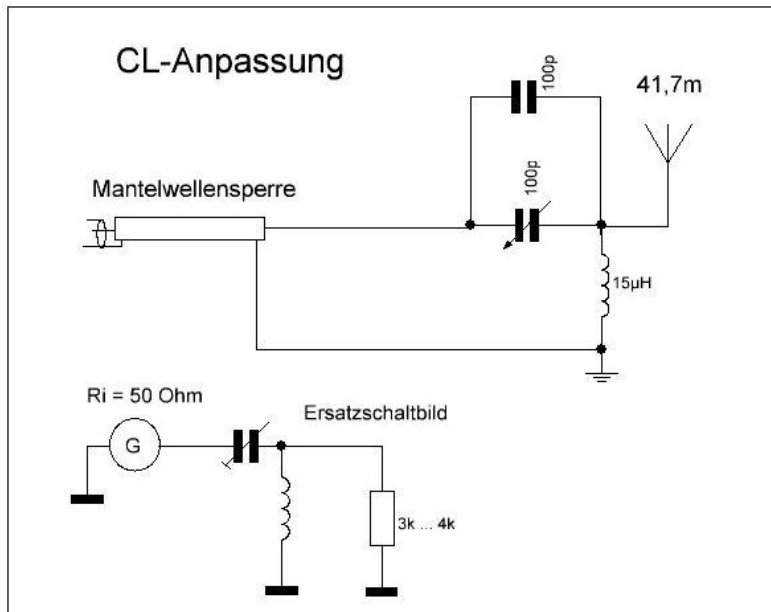 CL-Anpassung
100p
41,7m
Mantelwellensperre
100p
15µH
Ri = 50 Ohm
Ersatzschaltbild
G
3k ... 4k